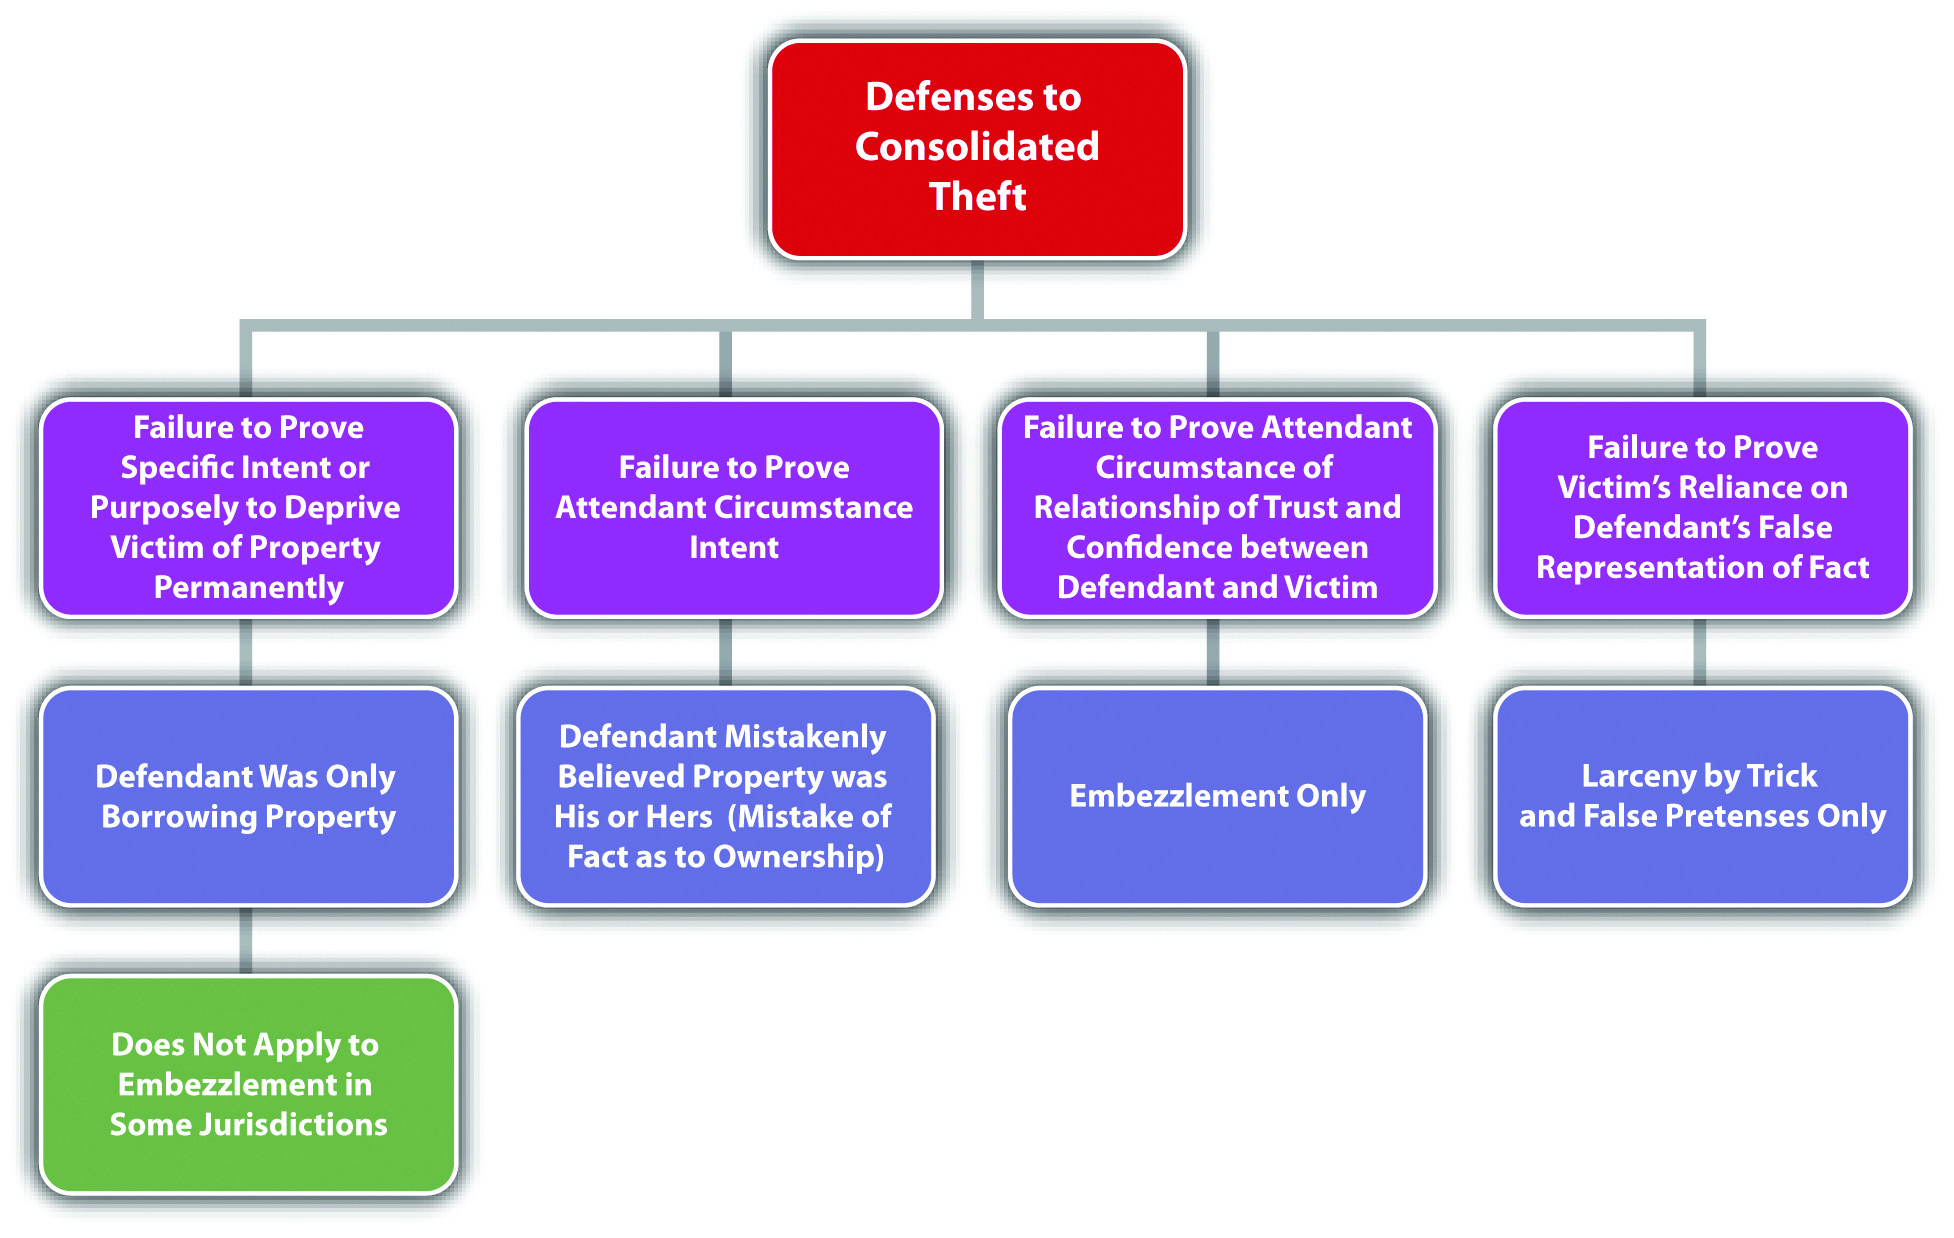 Defenses to
Consolidated
Theft
Failure to Prove
Specific Intent or
Purposely to Deprive
Victim of Property
Permanently
Failure to Prove
Attendant Circumstance
Intent
Failure to Prove Attendant
Circumstance of
Relationship of Trust and
Confidence between
Defendant and Victim
Failure to Prove
Victim's Reliance on
Defendant's False
Representation of Fact
Defendant Was Only
Borrowing Property
Defendant Mistakenly
Believed Property was
His or Hers (Mistake of
Fact as to Ownership)
Embezzlement Only
Larceny by Trick
and False Pretenses Only
Does Not Apply to
Embezzlement in
Some Jurisdictions